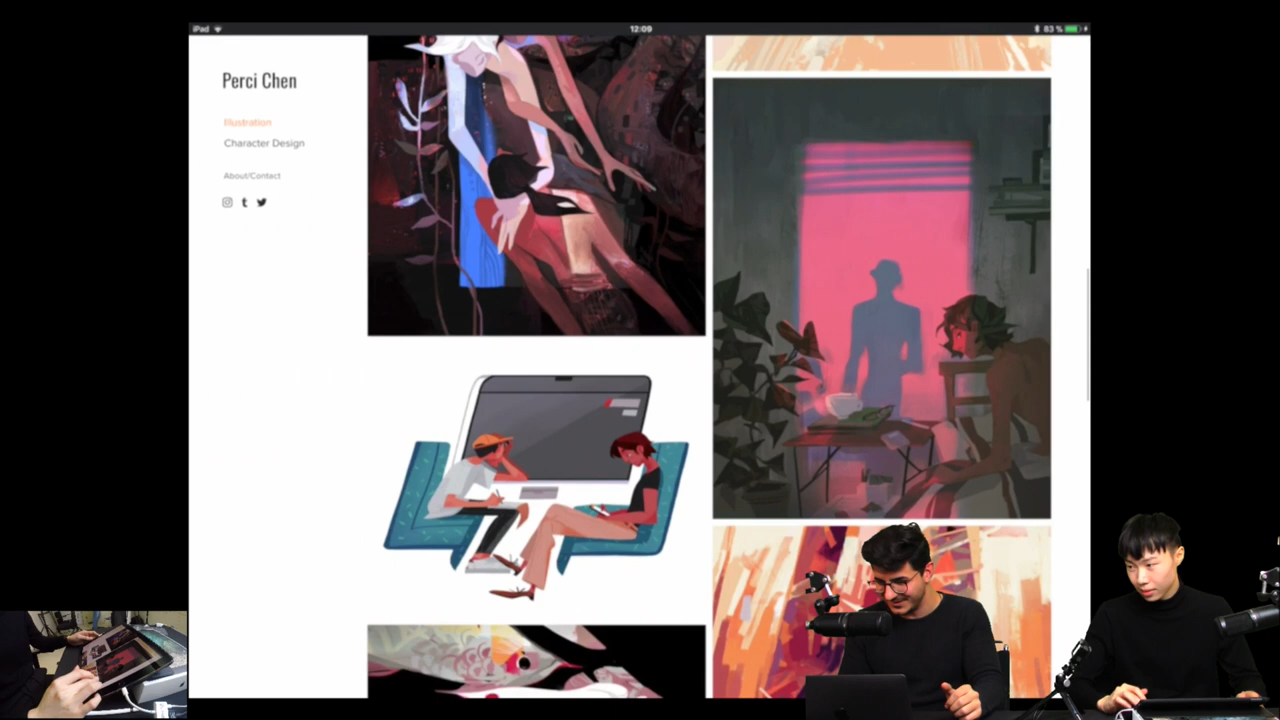 iPad
12:09
83 %
Perci Chen
Illustration
Character Design
About/Contact